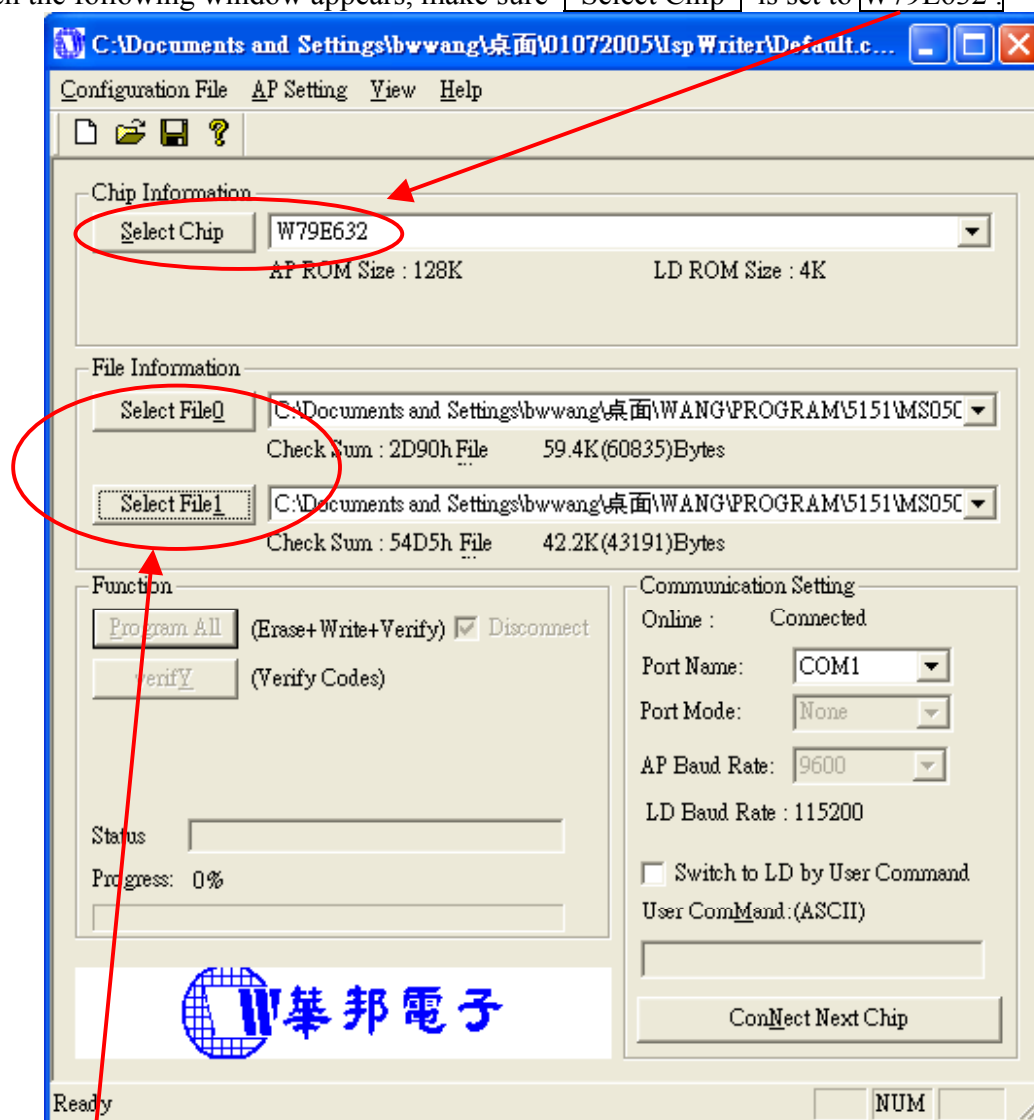 the following window appears, make sure "Select Chip" is set to W79E632 .
C:\Documents and Settings\bwwang\桌面\01072005\IspWriter\Default.c...
Configuration File AP Setting View Help
Chip Information
Select Chip W79E632
AP ROM Size : 128K LD ROM Size : 4K
File Information
Select File0 C:\Documents and Settings\bwwang\桌面\WANG\PROGRAM\5151\MS05C
Check Sum : 2D90h File 59.4K(60835)Bytes
Select File1 C:\Documents and Settings\bwwang\桌面\WANG\PROGRAM\5151\MS05C
Check Sum : 54D5h File 42.2K(43191)Bytes
Function
Program All (Erase+Write+Verify) Disconnect
verifY (Verify Codes)
Status
Progress: 0%
Communication Setting
Online : Connected
Port Name: COM1
Port Mode: None
AP Baud Rate: 9600
LD Baud Rate : 115200
Switch to LD by User Command
User ComMand:(ASCII)
ConNect Next Chip
華邦電子
Ready NUM